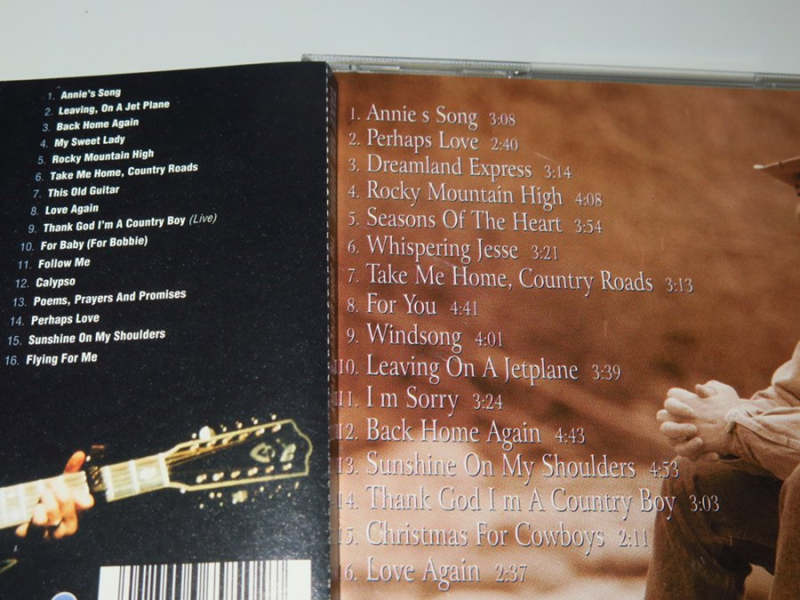 1. Annie's Song
2. Leaving, On A Jet Plane
3. Back Home Again
4. My Sweet Lady
5. Rocky Mountain High
6. Take Me Home, Country Roads
7. This Old Guitar
8. Love Again
9. Thank God I'm A Country Boy (Live)
10. For Baby (For Bobbie)
11. Follow Me
12. Calypso
13. Poems, Prayers And Promises
14. Perhaps Love
15. Sunshine On My Shoulders
16. Flying For Me
1. Annie s Song 3:08
2. Perhaps Love 2:40
3. Dreamland Express 3:14
4. Rocky Mountain High 4:08
5. Seasons Of The Heart 3:54
6. Whispering Jesse 3:21
7. Take Me Home, Country Roads 3:13
8. For You 4:41
9. Windsong 4:01
10. Leaving On A Jetplane 3:39
11. I m Sorry 3:24
12. Back Home Again 4:43
13. Sunshine On My Shoulders 4:53
14. Thank God I m A Country Boy 3:03
15. Christmas For Cowboys 2:11
16. Love Again 2:37